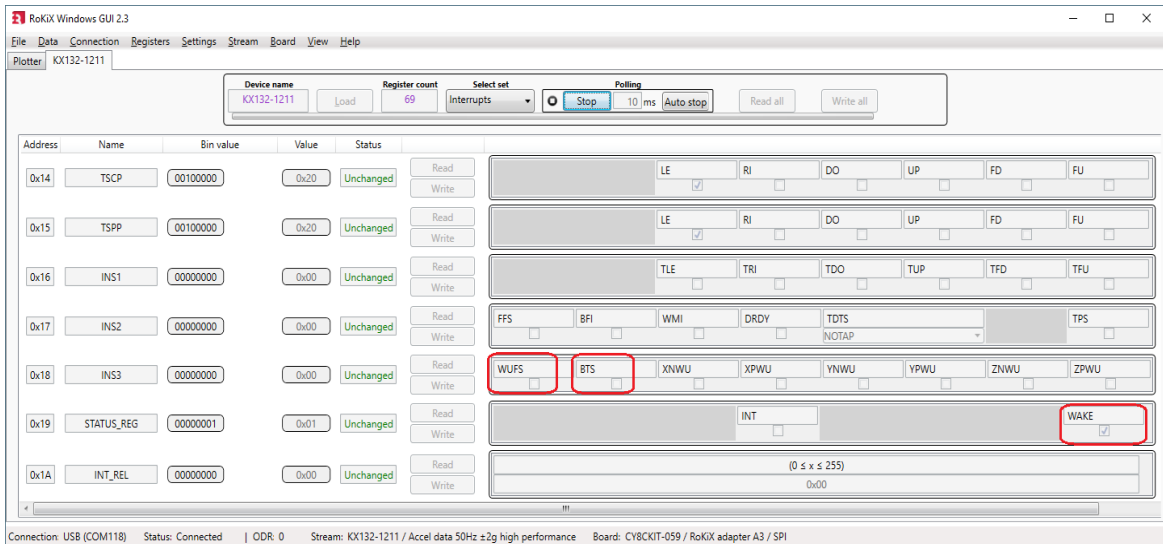 RoKiX Windows GUI 2.3
File Data Connection Registers Settings Stream Board View Help
Plotter KX132-1211
Device name Register count Select set Polling
KX132-1211 Load 69 Interrupts Stop 10 ms Auto stop Read all Write all
Address Name Bin value Value Status
Read
LE RI DO UP FD FU
0x14 TSCP 00100000 0x20 Unchanged
Write
Read
LE RI DO UP FD FU
0x15 TSPP 00100000 0x20 Unchanged
Write
Read
TLE TRI TDO TUP TFD TFU
0x16 INS1 00000000 0x00 Unchanged
Write
Read
FFS BFI WMI DRDY TDTS TPS
0x17 INS2 00000000 0x00 Unchanged
Write NOTAP
Read
WUFS BTS XNWU XPWU YNWU YPWU ZNWU ZPWU
0x18 INS3 00000000 0x00 Unchanged
Write
Read
INT WAKE
0x19 STATUS_REG 00000001 0x01 Unchanged
Write
Read (0 ≤ x ≤ 255)
0x1A INT_REL 00000000 0x00 Unchanged
Write 0x00
Connection: USB (COM118) Status: Connected | ODR: 0 Stream: KX132-1211 / Accel data 50Hz ±2g high performance Board: CY8CKIT-059 / RoKiX adapter A3 / SPI